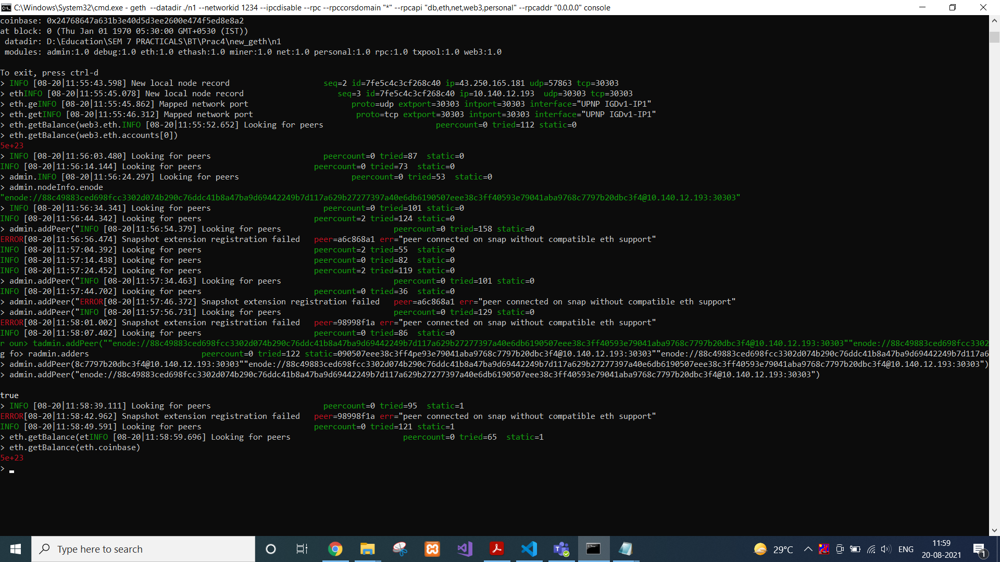 C:\Windows\System32\cmd.exe - geth  --datadir ./n1 --networkid 1234 --ipcdisable --rpc --rpccorsdomain "*" --rpcapi "db,eth,net,web3,personal" --rpcaddr "0.0.0.0" console
coinbase: 0x24768647a631b3e40d5d3ee2600e474f5ed8e8a2
at block: 0 (Thu Jan 01 1970 05:30:00 GMT+0530 (IST))
 datadir: D:\Education\SEM 7 PRACTICALS\BT\Prac4\new_geth\n1
 modules: admin:1.0 debug:1.0 eth:1.0 ethash:1.0 miner:1.0 net:1.0 personal:1.0 rpc:1.0 txpool:1.0 web3:1.0
To exit, press ctrl-d
> INFO [08-20|11:55:43.598] New local node record                    seq=2 id=7fe5c4c3cf268c40 ip=43.250.165.181 udp=57863 tcp=30303
> ethINFO [08-20|11:55:45.078] New local node record                    seq=3 id=7fe5c4c3cf268c40 ip=10.140.12.193  udp=30303 tcp=30303
> eth.geINFO [08-20|11:55:45.862] Mapped network port                      proto=udp extport=30303 intport=30303 interface="UPNP IGDv1-IP1"
> eth.getINFO [08-20|11:55:46.312] Mapped network port                      proto=tcp extport=30303 intport=30303 interface="UPNP IGDv1-IP1"
> eth.getBalance(web3.eth.INFO [08-20|11:55:52.652] Looking for peers                        peercount=0 tried=112 static=0
> eth.getBalance(web3.eth.accounts[0])
5e+23
> INFO [08-20|11:56:03.480] Looking for peers                        peercount=0 tried=87  static=0
INFO [08-20|11:56:14.144] Looking for peers                        peercount=0 tried=73  static=0
> admin.INFO [08-20|11:56:24.297] Looking for peers                        peercount=0 tried=53  static=0
> admin.nodeInfo.enode
"enode://88c49883ced698fcc3302d074b290c76ddc41b8a47ba9d69442249b7d117a629b27277397a40e6db6190507eee38c3ff40593e79041aba9768c7797b20dbc3f4@10.140.12.193:30303"
> INFO [08-20|11:56:34.341] Looking for peers                        peercount=0 tried=101 static=0
INFO [08-20|11:56:44.342] Looking for peers                        peercount=2 tried=124 static=0
> admin.addPeer("INFO [08-20|11:56:54.379] Looking for peers                        peercount=0 tried=158 static=0
ERROR[08-20|11:56:56.474] Snapshot extension registration failed   peer=a6c868a1 err="peer connected on snap without compatible eth support"
INFO [08-20|11:57:04.392] Looking for peers                        peercount=2 tried=55  static=0
INFO [08-20|11:57:14.438] Looking for peers                        peercount=0 tried=82  static=0
INFO [08-20|11:57:24.452] Looking for peers                        peercount=2 tried=119 static=0
> admin.addPeer("INFO [08-20|11:57:34.463] Looking for peers                        peercount=0 tried=101 static=0
INFO [08-20|11:57:44.702] Looking for peers                        peercount=0 tried=36  static=0
> admin.addPeer("ERROR[08-20|11:57:46.372] Snapshot extension registration failed   peer=a6c868a1 err="peer connected on snap without compatible eth support"
> admin.addPeer("INFO [08-20|11:57:56.731] Looking for peers                        peercount=0 tried=129 static=0
ERROR[08-20|11:58:01.002] Snapshot extension registration failed   peer=98998f1a err="peer connected on snap without compatible eth support"
INFO [08-20|11:58:07.402] Looking for peers                        peercount=0 tried=86  static=0
r oun> tadmin.addPeer(""enode://88c49883ced698fcc3302d074b290c76ddc41b8a47ba9d69442249b7d117a629b27277397a40e6db6190507eee38c3ff40593e79041aba9768c7797b20dbc3f4@10.140.12.193:30303""enode://88c49883ced698fcc3302
g fo> radmin.adders                        peercount=0 tried=122 static=090507eee38c3ff4pe93e79041aba9768c7797b20dbc3f4@10.140.12.193:30303""enode://88c49883ced698fcc3302d074b290c76ddc41b8a47ba9d69442249b7d117a6
> admin.addPeer(8c7797b20dbc3f4@10.140.12.193:30303""enode://88c49883ced698fcc3302d074b290c76ddc41b8a47ba9d69442249b7d117a629b27277397a40e6db6190507eee38c3ff40593e79041aba9768c7797b20dbc3f4@10.140.12.193:30303")
> admin.addPeer("enode://88c49883ced698fcc3302d074b290c76ddc41b8a47ba9d69442249b7d117a629b27277397a40e6db6190507eee38c3ff40593e79041aba9768c7797b20dbc3f4@10.140.12.193:30303")
true
> INFO [08-20|11:58:39.111] Looking for peers                        peercount=0 tried=95  static=1
ERROR[08-20|11:58:42.962] Snapshot extension registration failed   peer=98998f1a err="peer connected on snap without compatible eth support"
INFO [08-20|11:58:49.591] Looking for peers                        peercount=0 tried=121 static=1
> eth.getBalance(etINFO [08-20|11:58:59.696] Looking for peers                        peercount=0 tried=65  static=1
> eth.getBalance(eth.coinbase)
5e+23
>
Type here to search
29°C
ENG
11:59
20-08-2021
1